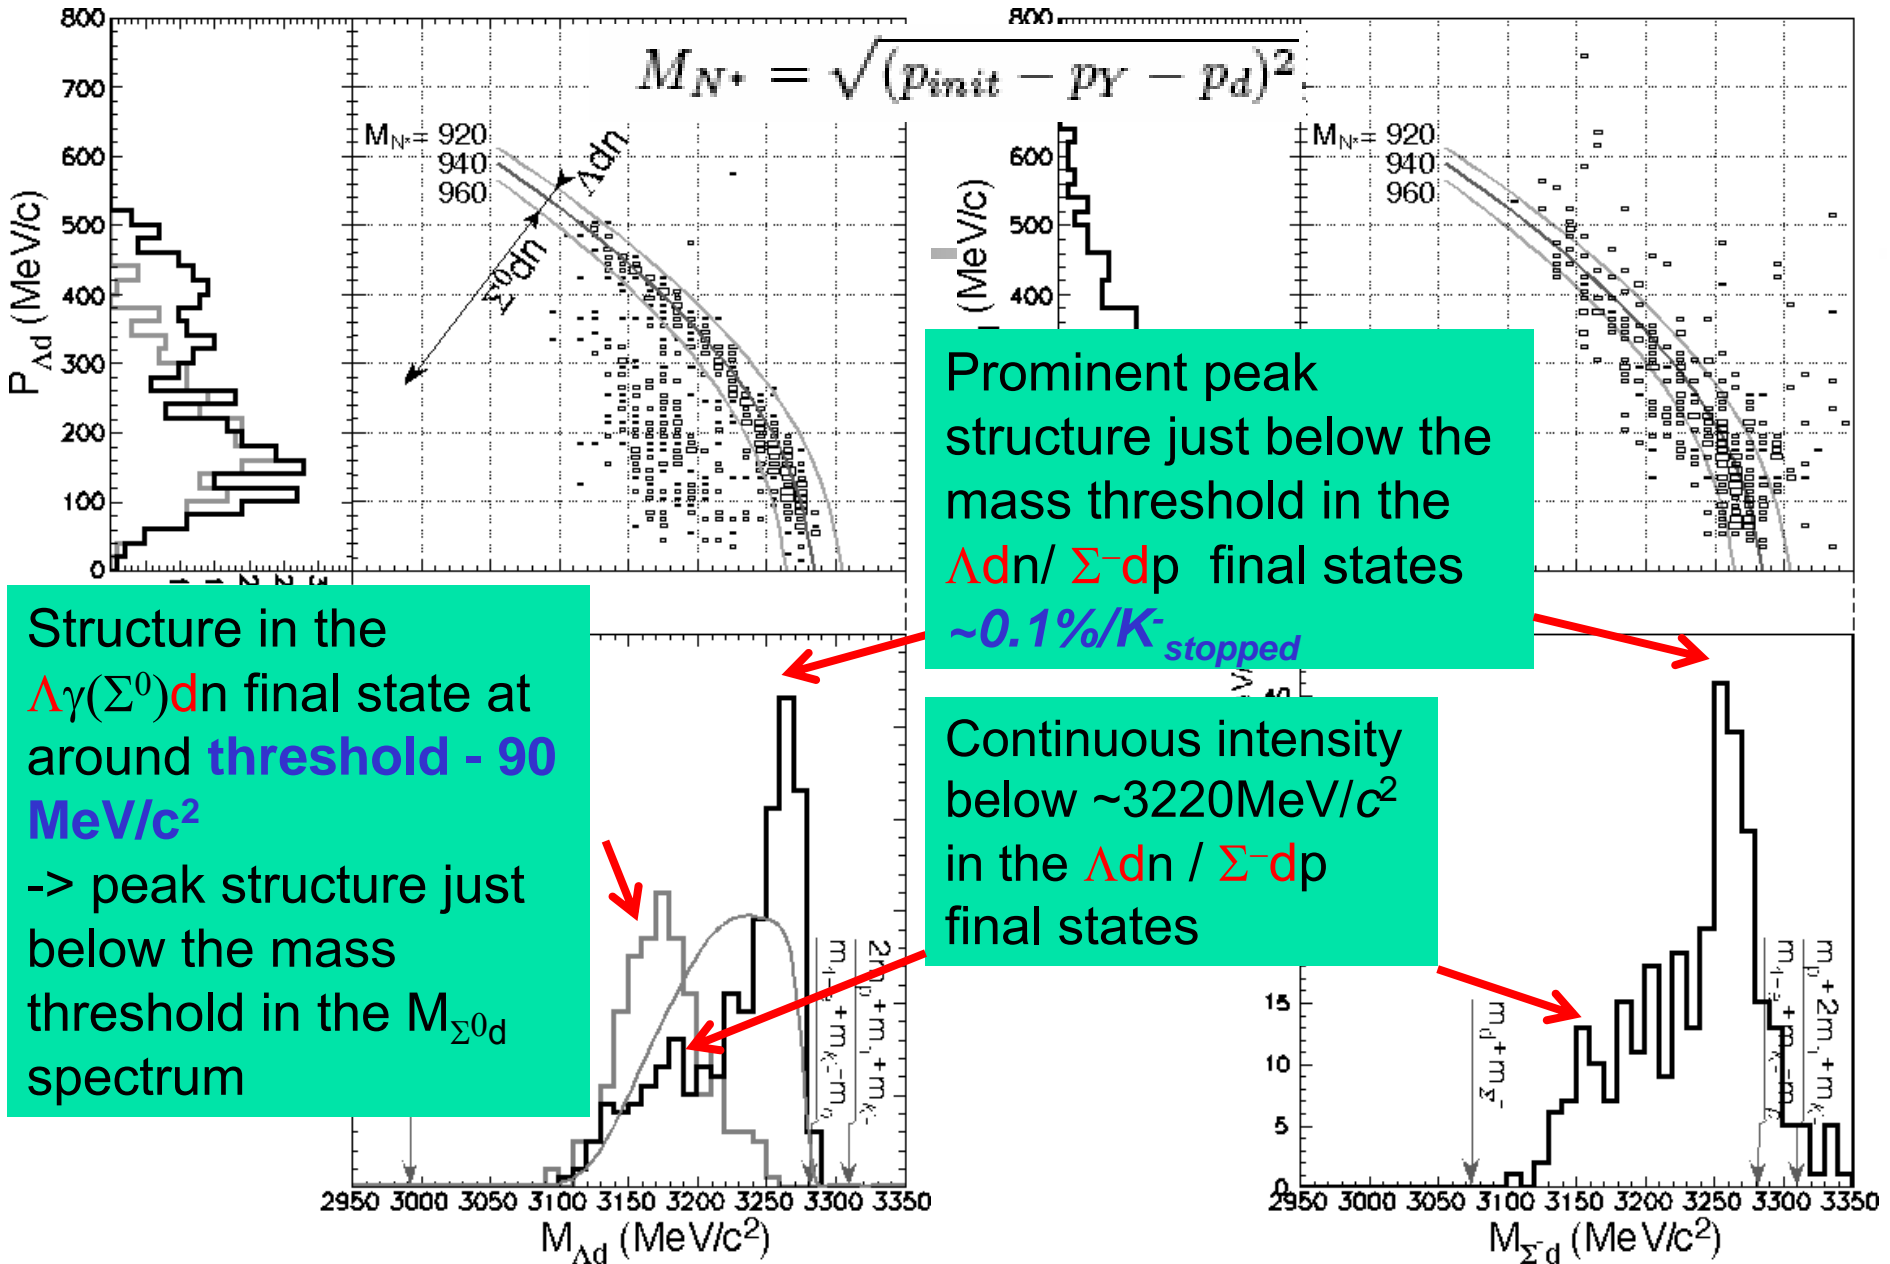 800
700
600
500
400
300
200
100
0
P_Λd (MeV/c)
M_N*= 920
940
960
Λdn
Σ⁰dn
M_N* = √(p_init − p_Y − p_d)²
800
600
500
400
(MeV/c)
M_N*= 920
940
960
Prominent peak
structure just below the
mass threshold in the
Λdn/ Σ⁻dp final states
~0.1%/K⁻stopped
Structure in the
Λγ(Σ⁰)dn final state at
around threshold - 90
MeV/c²
-> peak structure just
below the mass
threshold in the M_Σ⁰d
spectrum
Continuous intensity
below ~3220MeV/c²
in the Λdn / Σ⁻dp
final states
2m_p + m_n + m_K⁻
m_d + m_Σ⁻
m_p + 2m_n + m_K⁻
15
10
5
0
2950 3000 3050 3100 3150 3200 3250 3300 3350
M_Λd (MeV/c²)
2950 3000 3050 3100 3150 3200 3250 3300 3350
M_Σ⁻d (MeV/c²)